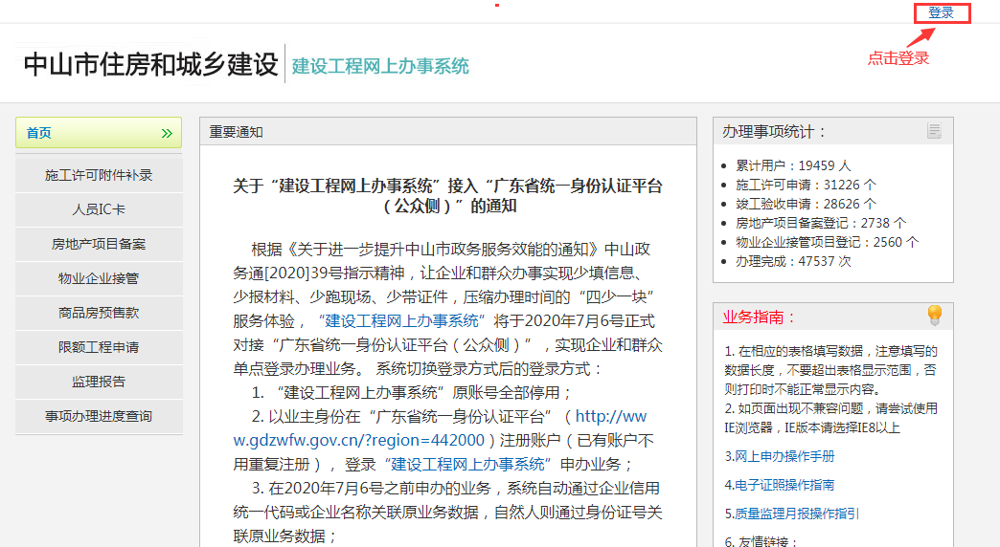 登录
点击登录
中山市住房和城乡建设
建设工程网上办事系统
首页
施工许可附件补录
人员IC卡
房地产项目备案
物业企业接管
商品房预售款
限额工程申请
监理报告
事项办理进度查询
重要通知
关于“建设工程网上办事系统”接入“广东省统一身份认证平台
（公众侧）”的通知
根据《关于进一步提升中山市政务服务效能的通知》中山政
务通[2020]39号指示精神，让企业和群众办事实现少填信息、
少报材料、少跑现场、少带证件，压缩办理时间的“四少一块”
服务体验，“建设工程网上办事系统”将于2020年7月6号正式
对接“广东省统一身份认证平台（公众侧）”，实现企业和群众
单点登录办理业务。 系统切换登录方式后的登录方式：
1. “建设工程网上办事系统”原账号全部停用；
2. 以业主身份在“广东省统一身份认证平台”（http://ww
w.gdzwfw.gov.cn/?region=442000）注册账户（已有账户不
用重复注册），登录“建设工程网上办事系统”申办业务；
3. 在2020年7月6号之前申办的业务，系统自动通过企业信用
统一代码或企业名称关联原业务数据，自然人则通过身份证号关
联原业务数据；
办理事项统计：
累计用户：19459 人
施工许可申请：31226 个
竣工验收申请：28626 个
房地产项目备案登记：2738 个
物业企业接管项目登记：2560 个
办理完成：47537 次
业务指南：
1. 在相应的表格填写数据，注意填写的
数据长度，不要超出表格显示范围，否
则打印时不能正常显示内容。
2. 如页面出现不兼容问题，请尝试使用
IE浏览器，IE版本请选择IE8以上
3.网上申办操作手册
4.电子证照操作指南
5.质量监理月报操作指引
6. 友情链接：